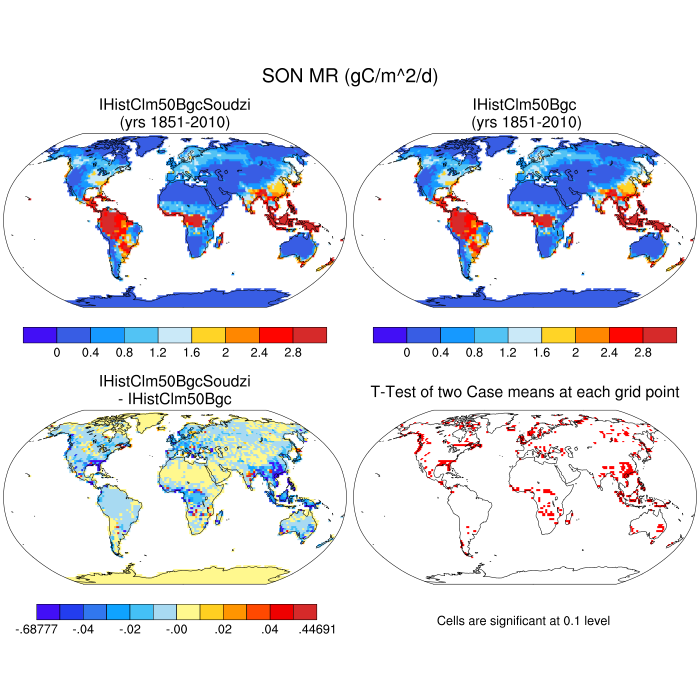 SON MR (gC/m^2/d)
IHistClm50BgcSoudzi
(yrs 1851-2010)
IHistClm50Bgc
(yrs 1851-2010)
0 0.4 0.8 1.2 1.6 2 2.4 2.8
0 0.4 0.8 1.2 1.6 2 2.4 2.8
IHistClm50BgcSoudzi
- IHistClm50Bgc
T-Test of two Case means at each grid point
-.68777 -.04 -.02 -.00 .02 .04 .44691
Cells are significant at 0.1 level